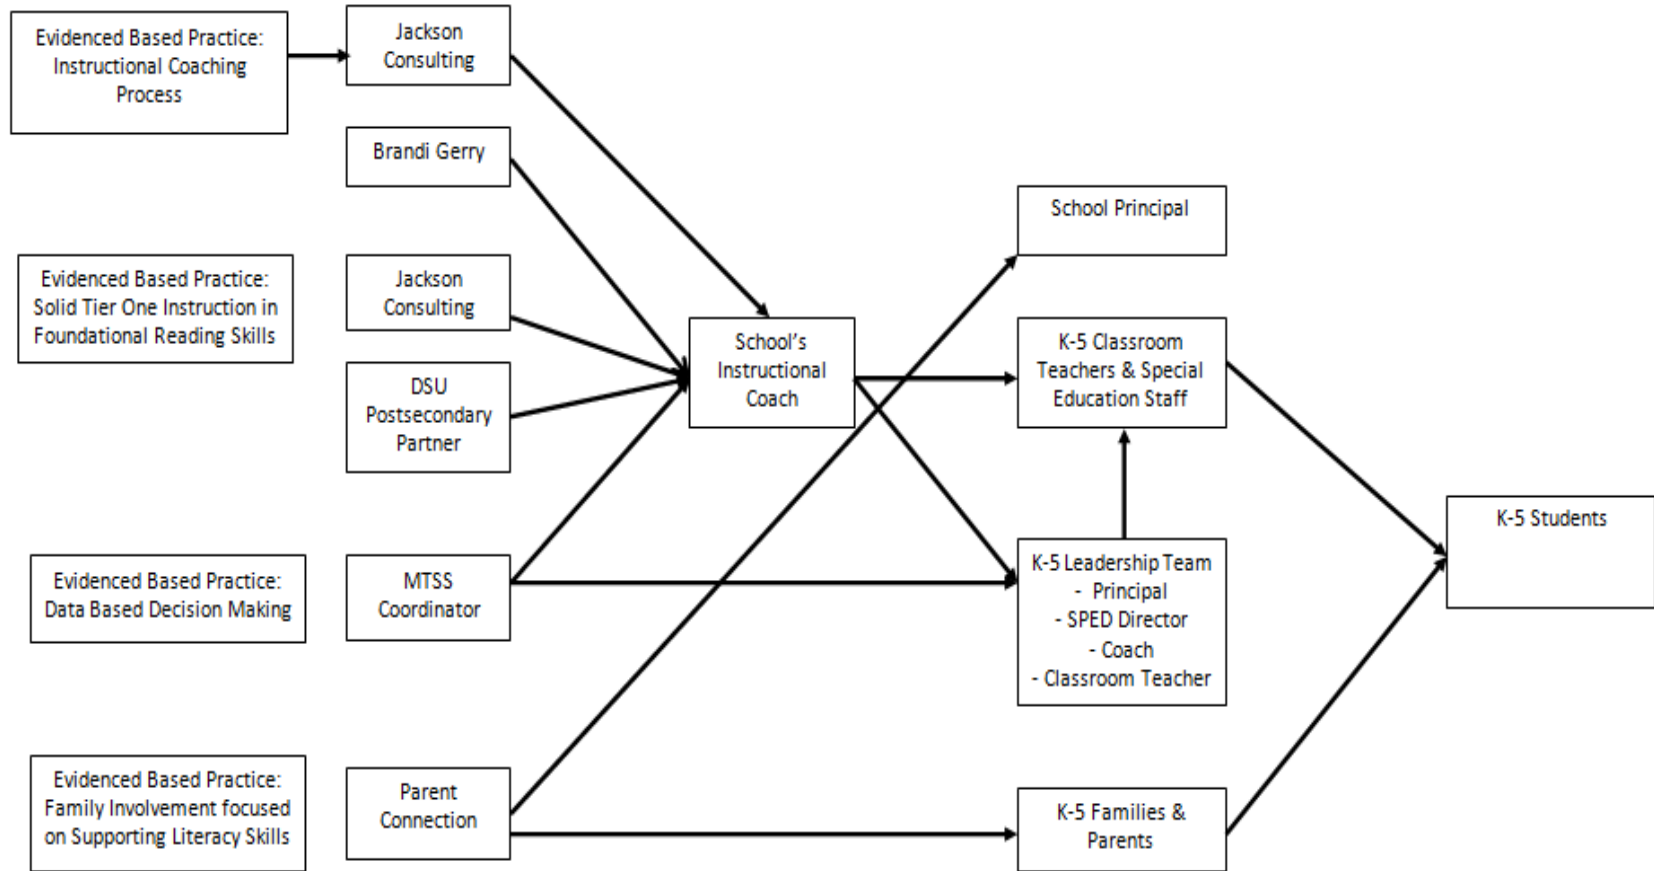 Evidenced Based Practice:
Instructional Coaching
Process
Jackson
Consulting
Brandi Gerry
School Principal
Evidenced Based Practice:
Solid Tier One Instruction in
Foundational Reading Skills
Jackson
Consulting
DSU
Postsecondary
Partner
School's
Instructional
Coach
K-5 Classroom
Teachers & Special
Education Staff
K-5 Students
Evidenced Based Practice:
Data Based Decision Making
MTSS
Coordinator
K-5 Leadership Team
- Principal
- SPED Director
- Coach
- Classroom Teacher
Evidenced Based Practice:
Family Involvement focused
on Supporting Literacy Skills
Parent
Connection
K-5 Families &
Parents